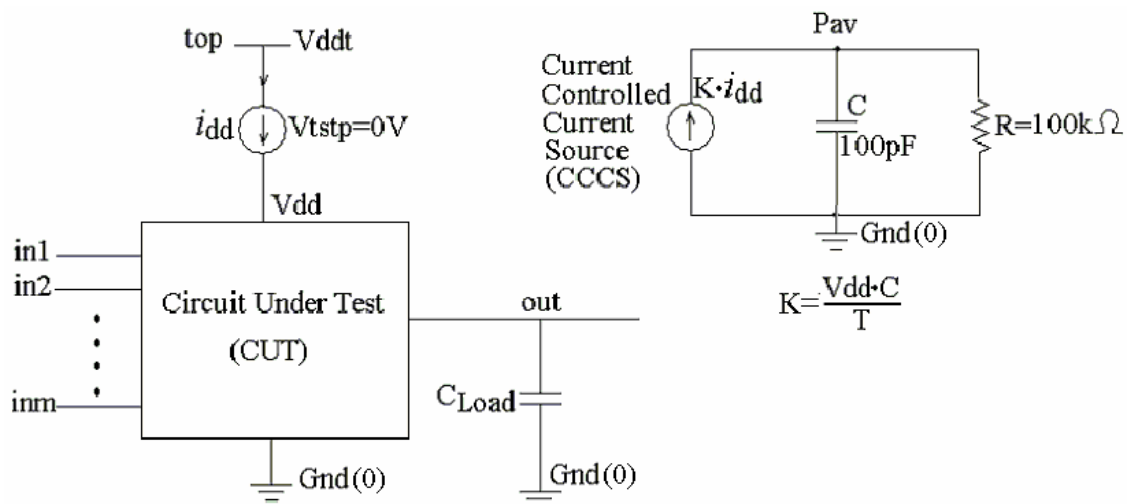 top
Vddt
idd
Vtstp=0V
Vdd
in1
in2
inm
Circuit Under Test
(CUT)
Gnd(0)
out
CLoad
Gnd(0)
Pav
Current
Controlled
Current
Source
(CCCS)
K·idd
C
100pF
R=100kΩ
Gnd(0)
K=Vdd·C/T